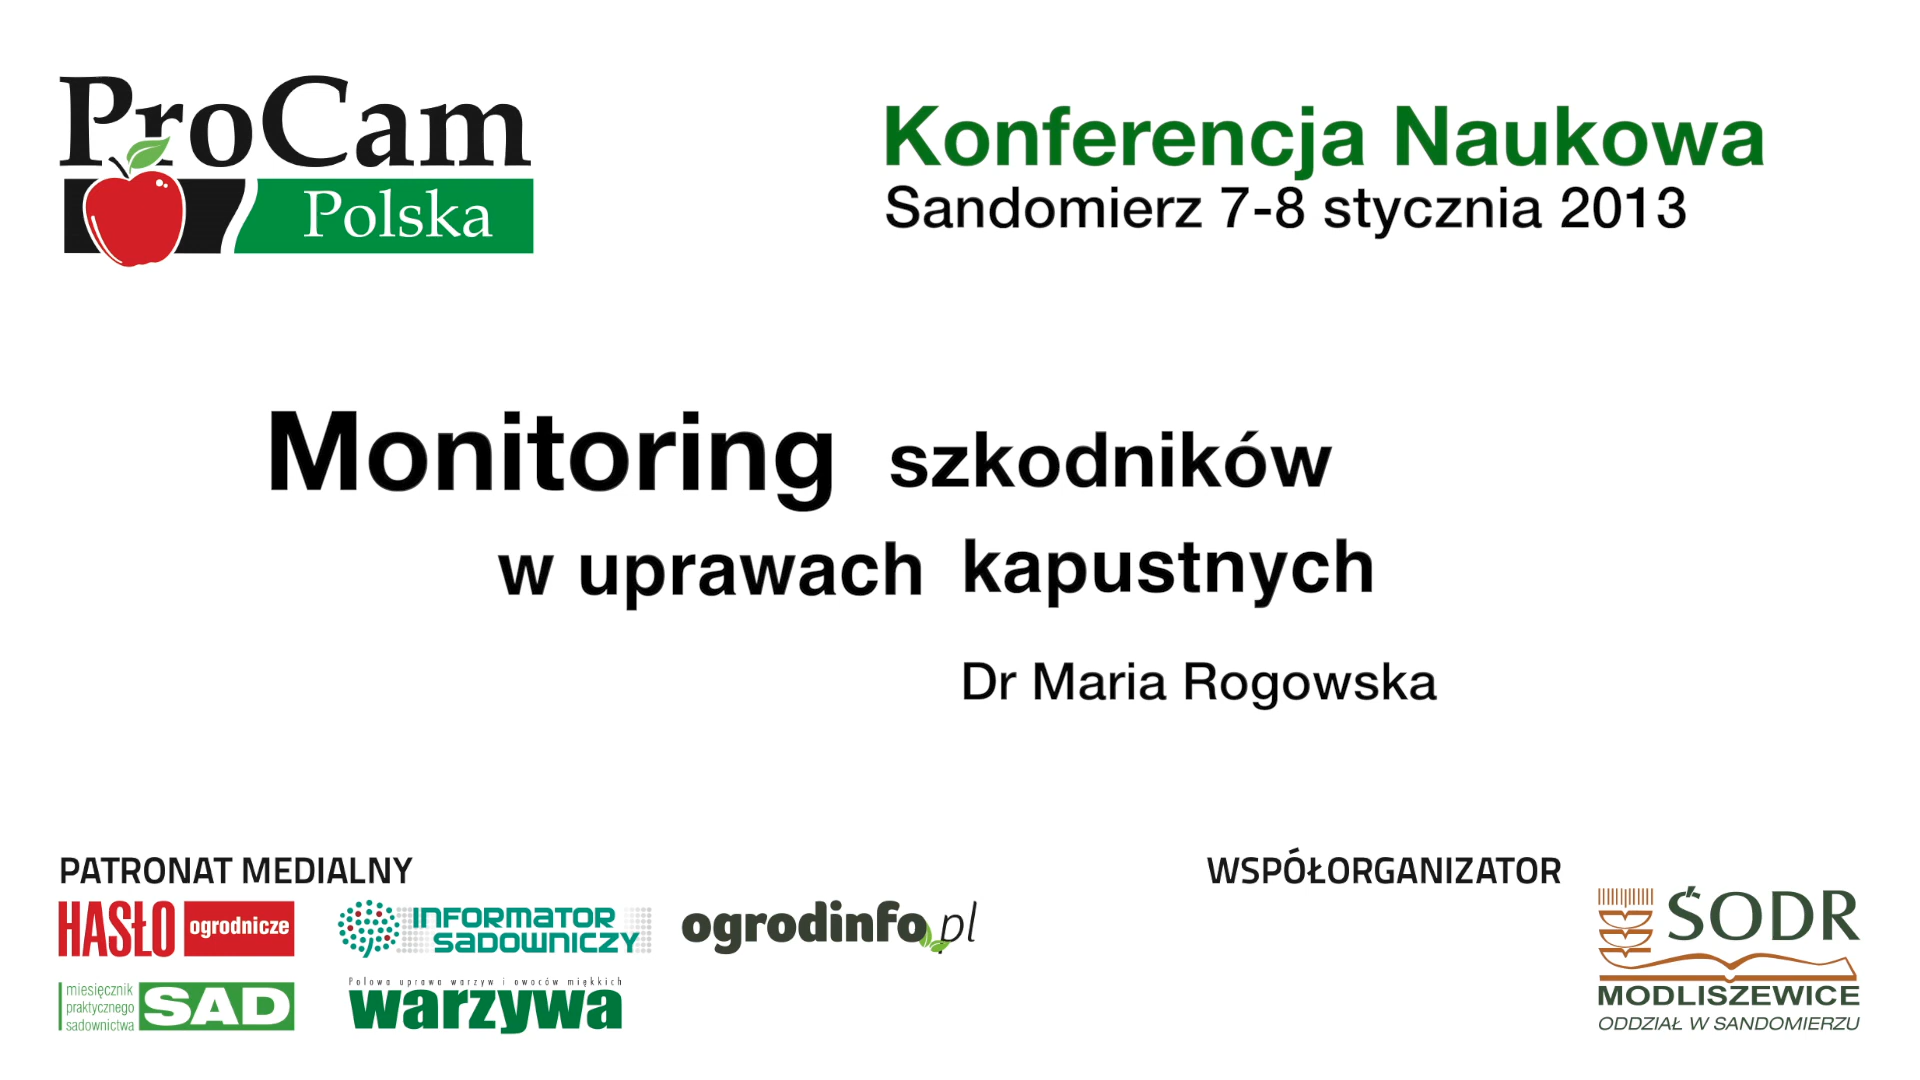 ProCam
Polska
Konferencja Naukowa
Sandomierz 7-8 stycznia 2013
Monitoring szkodników
w uprawach kapustnych
Dr Maria Rogowska
PATRONAT MEDIALNY
HASŁO ogrodnicze
INFORMATOR
SADOWNICZY
ogrodinfo.pl
miesięcznik
praktycznego
sadownictwa
SAD
Polowa uprawa warzyw i owoców miękkich
warzywa
WSPÓŁORGANIZATOR
ŚODR
MODLISZEWICE
ODDZIAŁ W SANDOMIERZU